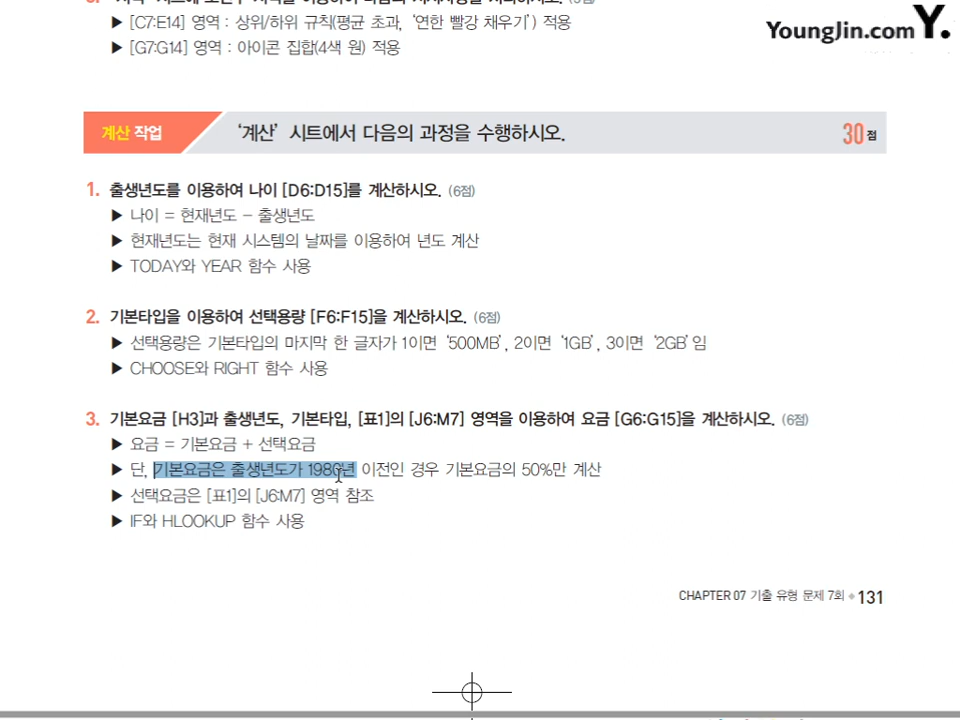 ▶ [C7:E14] 영역 : 상위/하위 규칙(평균 초과, ‘연한 빨강 채우기’) 적용
▶ [G7:G14] 영역 : 아이콘 집합(4색 원) 적용
YoungJin.com Y.
계산 작업 ‘계산’ 시트에서 다음의 과정을 수행하시오. 30점
1. 출생년도를 이용하여 나이 [D6:D15]를 계산하시오. (6점)
▶ 나이 = 현재년도 - 출생년도
▶ 현재년도는 현재 시스템의 날짜를 이용하여 년도 계산
▶ TODAY와 YEAR 함수 사용
2. 기본타입을 이용하여 선택용량 [F6:F15]을 계산하시오. (6점)
▶ 선택용량은 기본타입의 마지막 한 글자가 1이면 ‘500MB’, 2이면 ‘1GB’, 3이면 ‘2GB’임
▶ CHOOSE와 RIGHT 함수 사용
3. 기본요금 [H3]과 출생년도, 기본타입, [표1]의 [J6:M7] 영역을 이용하여 요금 [G6:G15]을 계산하시오. (6점)
▶ 요금 = 기본요금 + 선택요금
▶ 단, 기본요금은 출생년도가 1980년 이전인 경우 기본요금의 50%만 계산
▶ 선택요금은 [표1]의 [J6:M7] 영역 참조
▶ IF와 HLOOKUP 함수 사용
CHAPTER 07 기출 유형 문제 7회 ◆ 131